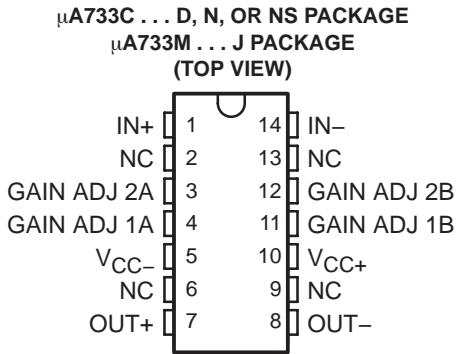 μA733C . . . D, N, OR NS PACKAGE
μA733M . . . J PACKAGE
(TOP VIEW)
IN+ 1 14 IN−
NC 2 13 NC
GAIN ADJ 2A 3 12 GAIN ADJ 2B
GAIN ADJ 1A 4 11 GAIN ADJ 1B
VCC− 5 10 VCC+
NC 6 9 NC
OUT+ 7 8 OUT−